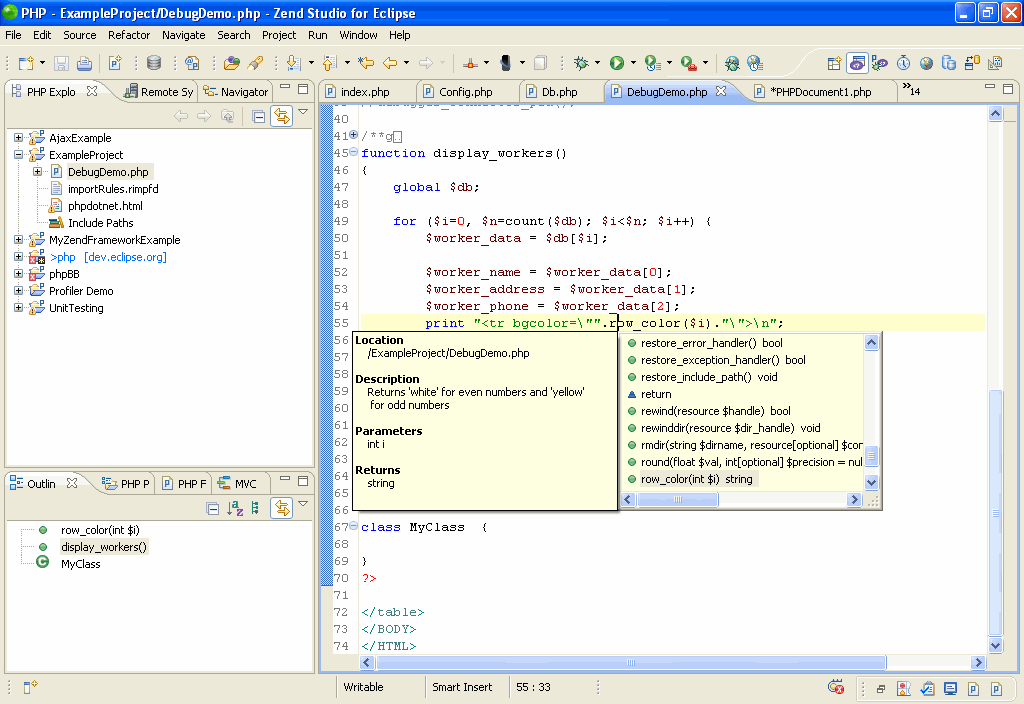 PHP - ExampleProject/DebugDemo.php - Zend Studio for Eclipse
File Edit Source Refactor Navigate Search Project Run Window Help
PHP Explo Remote Sy Navigator
AjaxExample
ExampleProject
DebugDemo.php
importRules.rimpfd
phpdotnet.html
Include Paths
MyZendFrameworkExample
>php [dev.eclipse.org]
phpBB
Profiler Demo
UnitTesting
Outlin PHP P PHP F MVC
row_color(int $i)
display_workers()
MyClass
index.php Config.php Db.php DebugDemo.php *PHPDocument1.php »14
40
41 /**g
45 function display_workers()
46 {
47 global $db;
48
49 for ($i=0, $n=count($db); $i<$n; $i++) {
50 $worker_data = $db[$i];
51
52 $worker_name = $worker_data[0];
53 $worker_address = $worker_data[1];
54 $worker_phone = $worker_data[2];
55 print "<tr bgcolor=\"".row_color($i)."\">\n";
56
57
58
59
60
61
62
63
64
65
66
Location
/ExampleProject/DebugDemo.php
Description
Returns 'white' for even numbers and 'yellow'
for odd numbers
Parameters
int i
Returns
string
restore_error_handler() bool
restore_exception_handler() bool
restore_include_path() void
return
rewind(resource $handle) bool
rewinddir(resource $dir_handle) void
rmdir(string $dirname, resource[optional] $con
round(float $val, int[optional] $precision = nul
row_color(int $i) string
67 class MyClass {
68
69 }
70 ?>
71
72 </table>
73 </BODY>
74 </HTML>
Writable Smart Insert 55 : 33